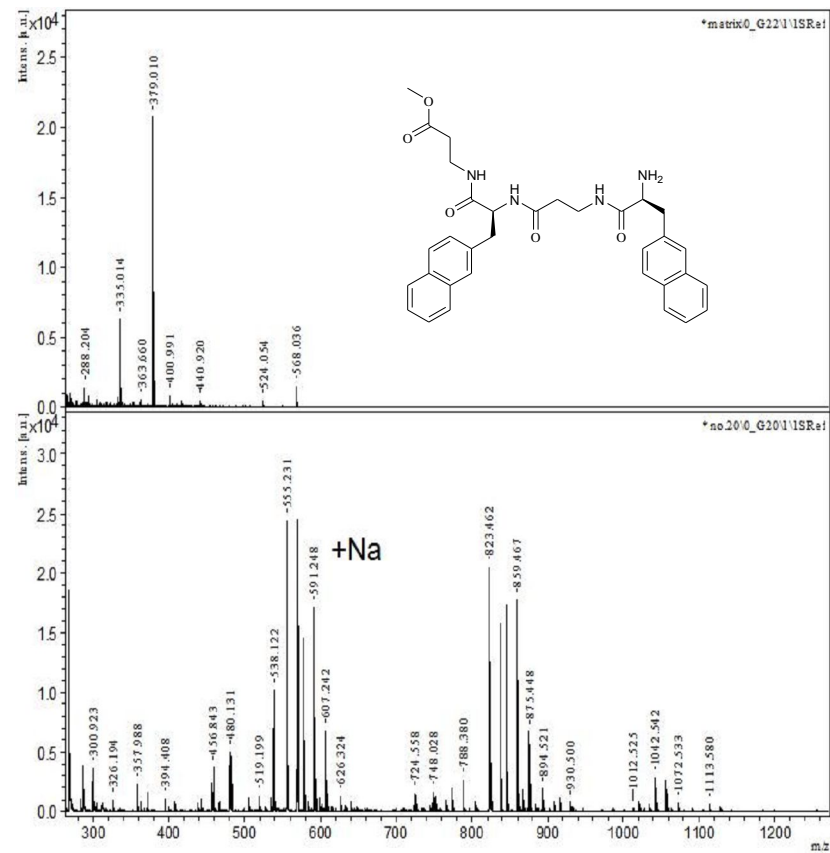 Intens. [a.u.]
x10⁴
*matrix\0_G22\1\1SRef
2.5
2.0
1.5
1.0
0.5
0.0
288.204
335.014
363.660
379.010
400.991
440.920
524.054
568.036
O
O
NH
O
H
N
O
H
N
O
NH₂
Intens. [a.u.]
x10⁴
*no.20\0_G20\1\1SRef
3.0
2.5
2.0
1.5
1.0
0.5
0.0
300.923
326.194
357.988
394.408
456.843
480.131
519.199
538.122
555.231
591.248
+Na
607.242
626.324
724.558
748.028
788.380
823.462
859.467
875.448
894.521
930.500
1012.525
1042.542
1072.533
1113.580
300 400 500 600 700 800 900 1000 1100 1200
m/z